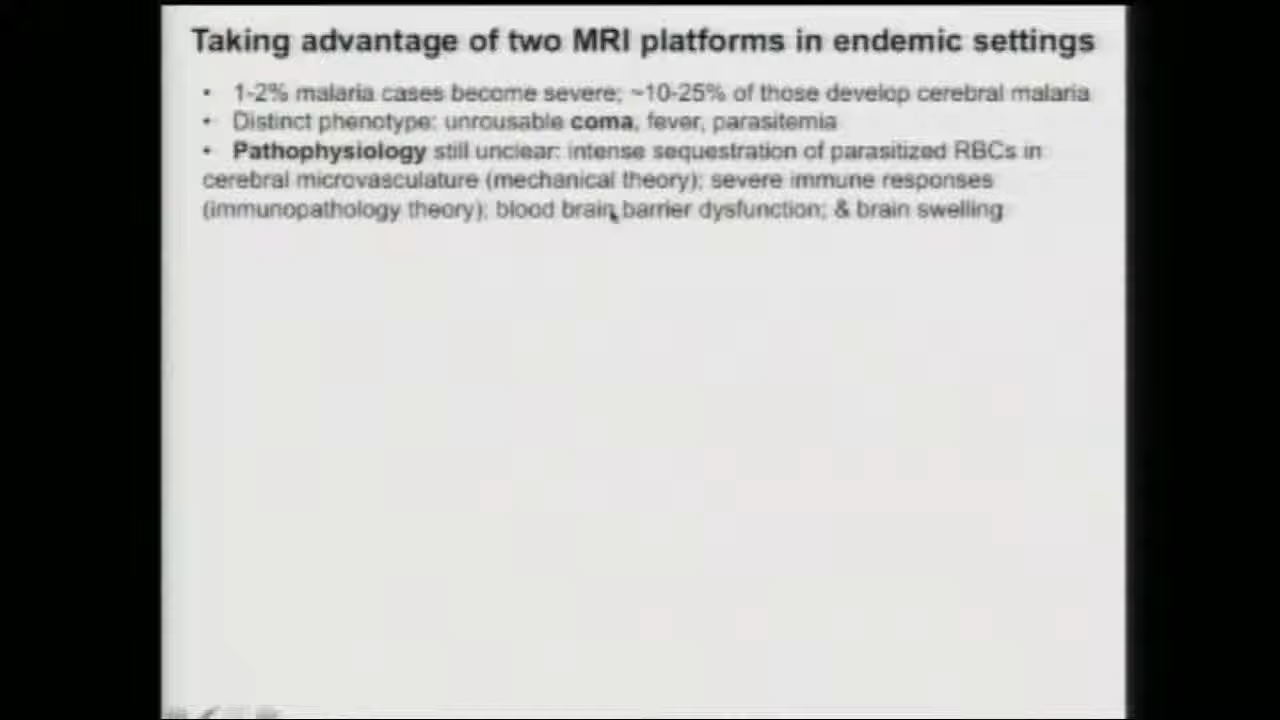 Taking advantage of two MRI platforms in endemic settings
• 1-2% malaria cases become severe; ~10-25% of those develop cerebral malaria
• Distinct phenotype: unrousable coma, fever, parasitemia
• Pathophysiology still unclear: intense sequestration of parasitized RBCs in
cerebral microvasculature (mechanical theory); severe immune responses
(immunopathology theory); blood brain barrier dysfunction; & brain swelling